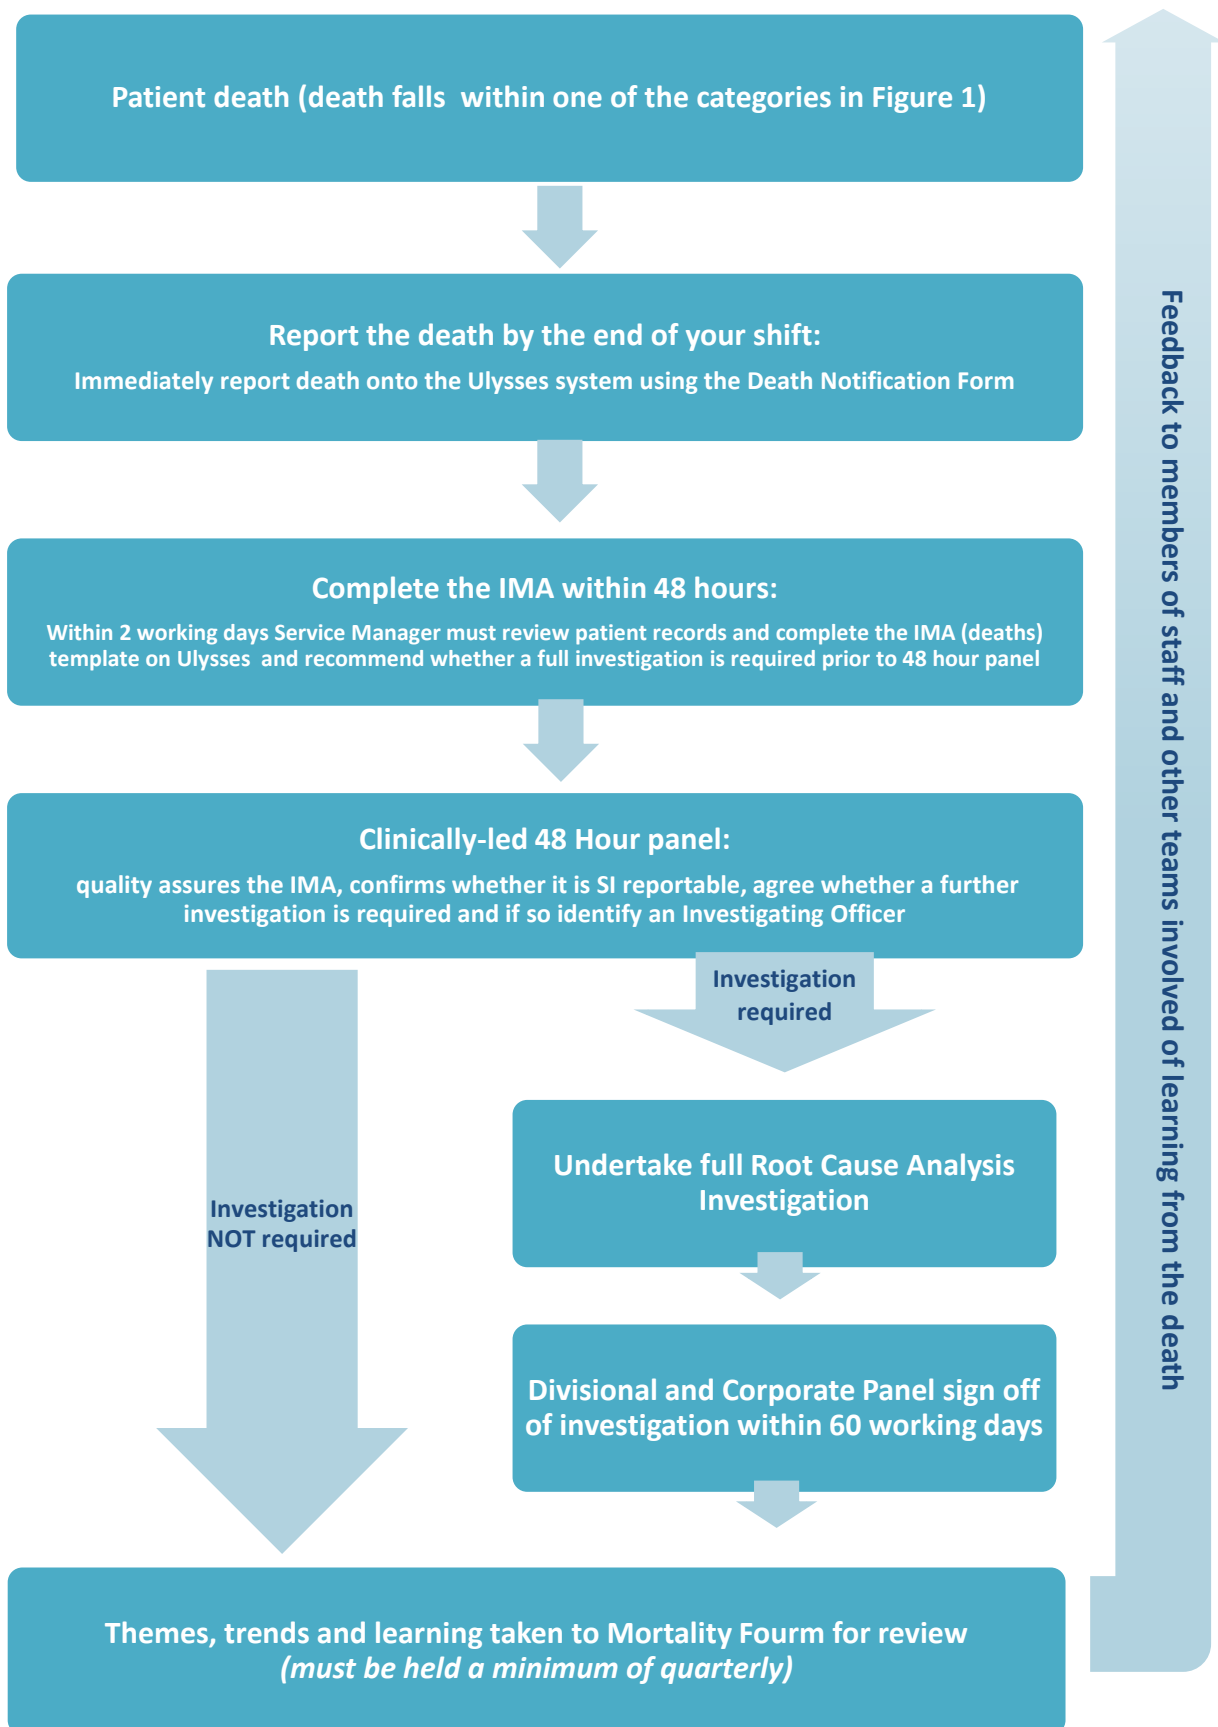 Patient death (death falls  within one of the categories in Figure 1)
Report the death by the end of your shift:
Immediately report death onto the Ulysses system using the Death Notification Form
Complete the IMA within 48 hours:
Within 2 working days Service Manager must review patient records and complete the IMA (deaths)
template on Ulysses  and recommend whether a full investigation is required prior to 48 hour panel
Clinically-led 48 Hour panel:
quality assures the IMA, confirms whether it is SI reportable, agree whether a further
investigation is required and if so identify an Investigating Officer
Investigation
required
Investigation
NOT required
Undertake full Root Cause Analysis
Investigation
Divisional and Corporate Panel sign off
of investigation within 60 working days
Themes, trends and learning taken to Mortality Fourm for review
(must be held a minimum of quarterly)
Feedback to members of staff and other teams involved of learning from the death